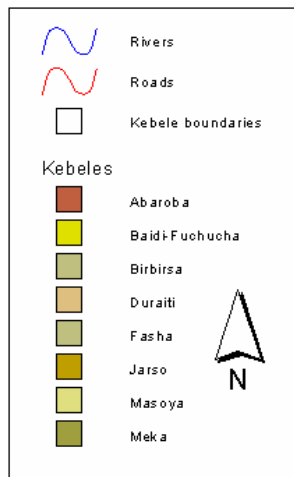 Rivers
Roads
Kebele boundaries
Kebeles
Abaroba
Baidi-Fuchucha
Birbirsa
Duraiti
Fasha
Jarso
Masoya
Meka
N